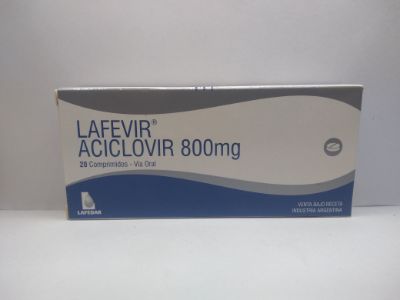 LAFEVIR®
ACICLOVIR 800mg
20 Comprimidos - Vía Oral
LAFEDAR
VENTA BAJO RECETA
INDUSTRIA ARGENTINA